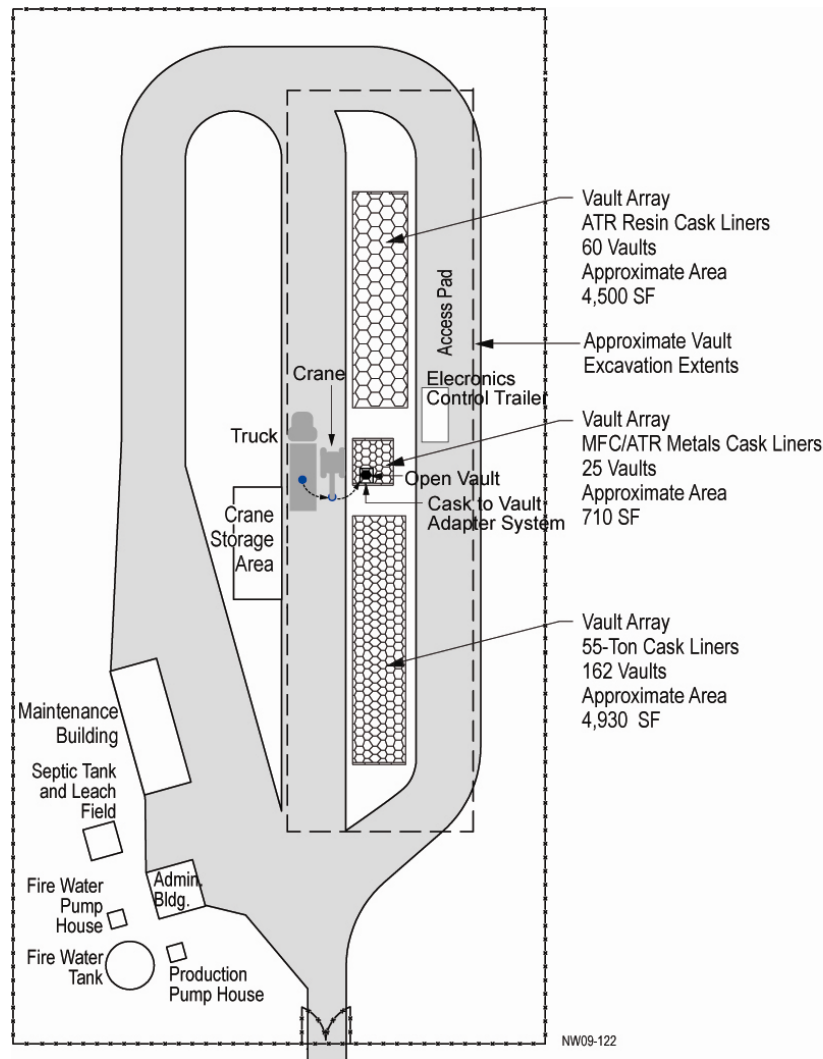 Vault Array
ATR Resin Cask Liners
60 Vaults
Approximate Area
4,500 SF
Access Pad
Approximate Vault
Excavation Extents
Crane
Elecronics
Control Trailer
Truck
Vault Array
MFC/ATR Metals Cask Liners
25 Vaults
Approximate Area
710 SF
Open Vault
Cask to Vault
Adapter System
Crane
Storage
Area
Vault Array
55-Ton Cask Liners
162 Vaults
Approximate Area
4,930 SF
Maintenance
Building
Septic Tank
and Leach
Field
Admin.
Bldg.
Fire Water
Pump
House
Fire Water
Tank
Production
Pump House
NW09-122